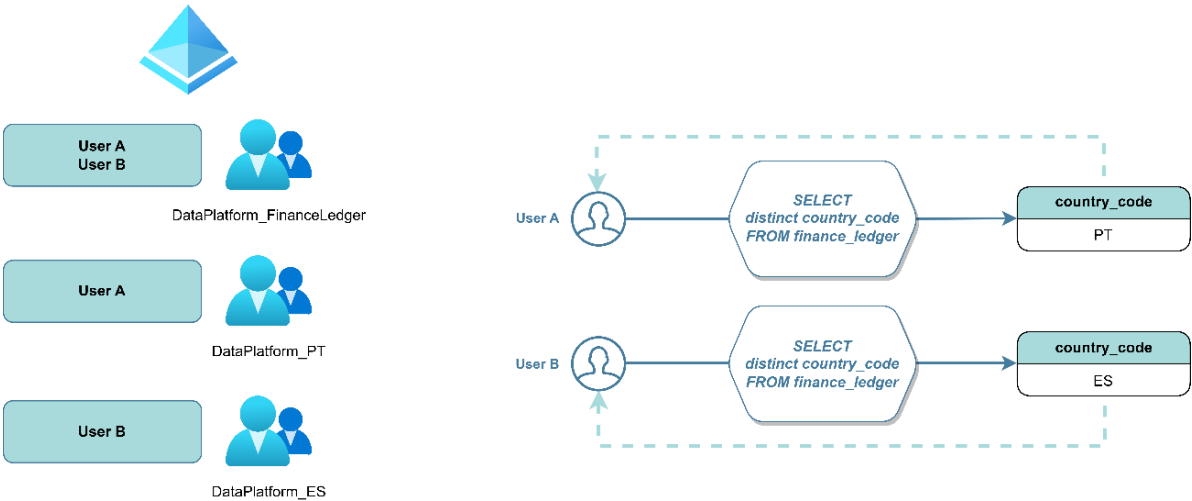 User A
User B
DataPlatform_FinanceLedger
User A
DataPlatform_PT
User B
DataPlatform_ES
User A
SELECT
distinct country_code
FROM finance_ledger
country_code
PT
User B
SELECT
distinct country_code
FROM finance_ledger
country_code
ES